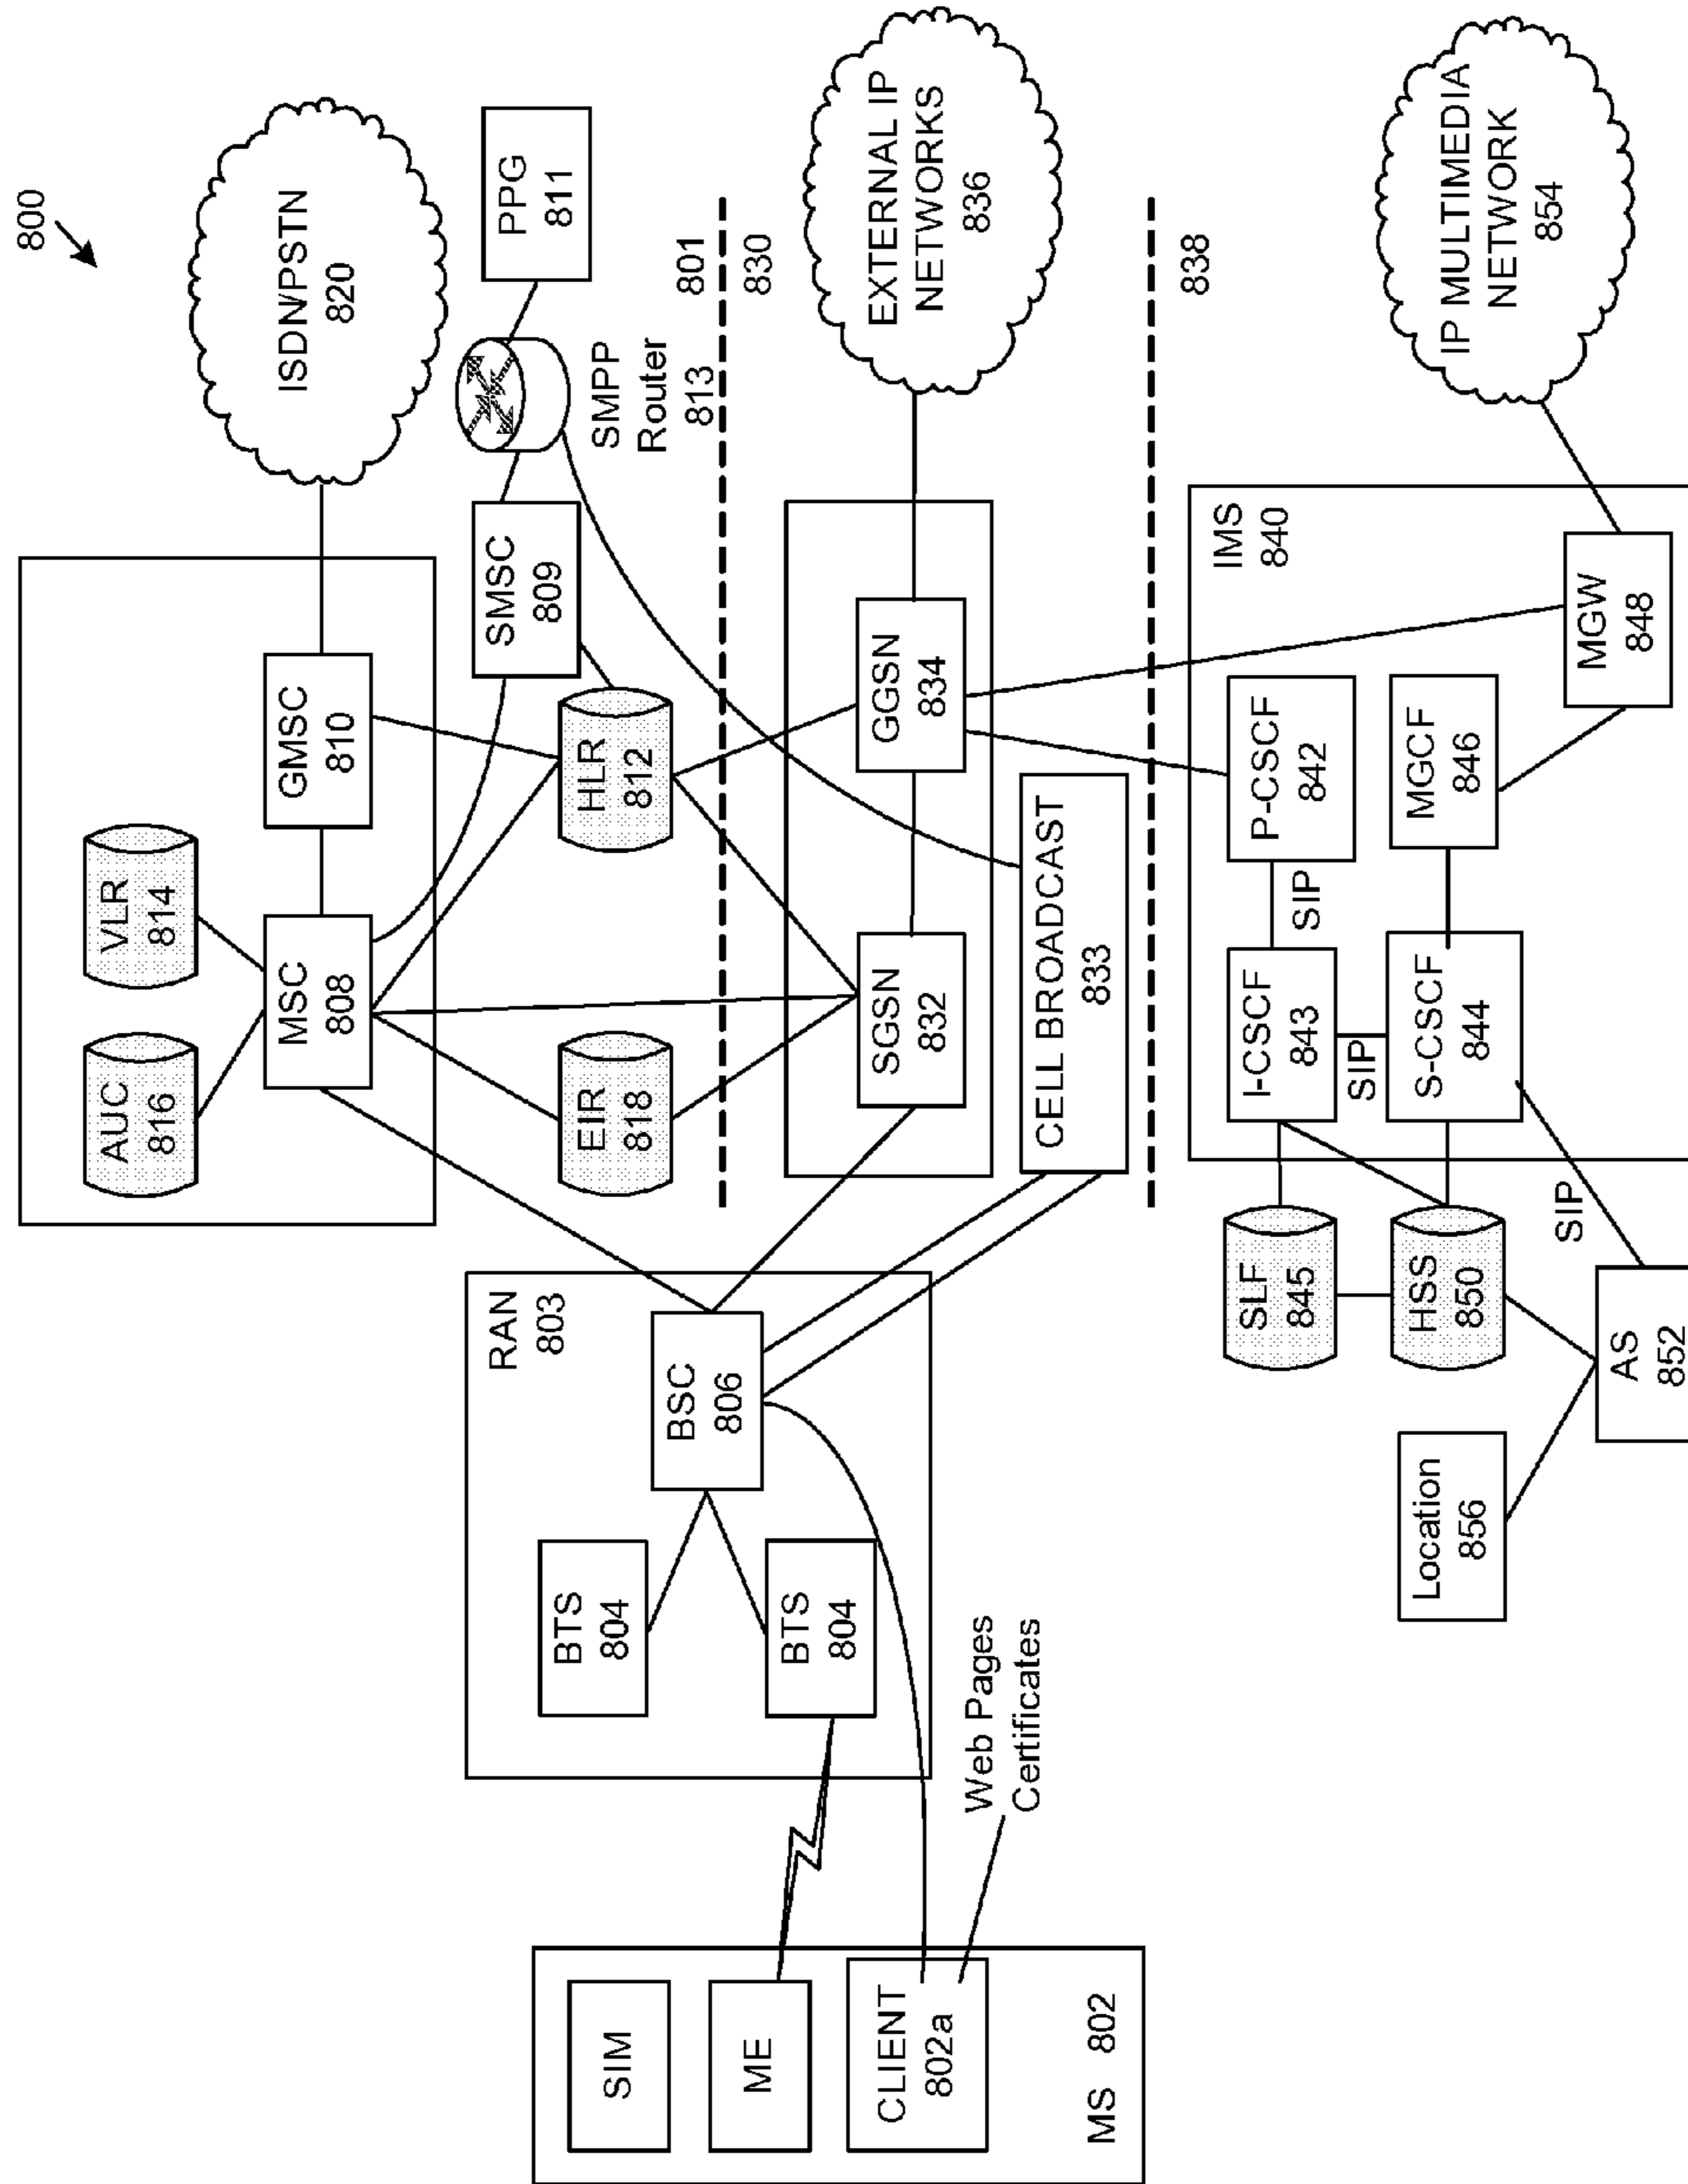 800
ISDN/PSTN
820
AUC
816
VLR
814
MSC
808
GMSC
810
SMSC
809
PPG
811
SMPP
Router
813
EIR
818
HLR
812
801
830
RAN
803
BTS
804
BTS
804
BSC
806
SIM
ME
CLIENT
802a
MS 802
Web Pages
Certificates
SGSN
832
GGSN
834
EXTERNAL IP
NETWORKS
836
CELL BROADCAST
833
838
IMS
840
P-CSCF
842
SIP
I-CSCF
843
SIP
S-CSCF
844
MGCF
846
MGW
848
IP MULTIMEDIA
NETWORK
854
SLF
845
HSS
850
SIP
AS
852
Location
856